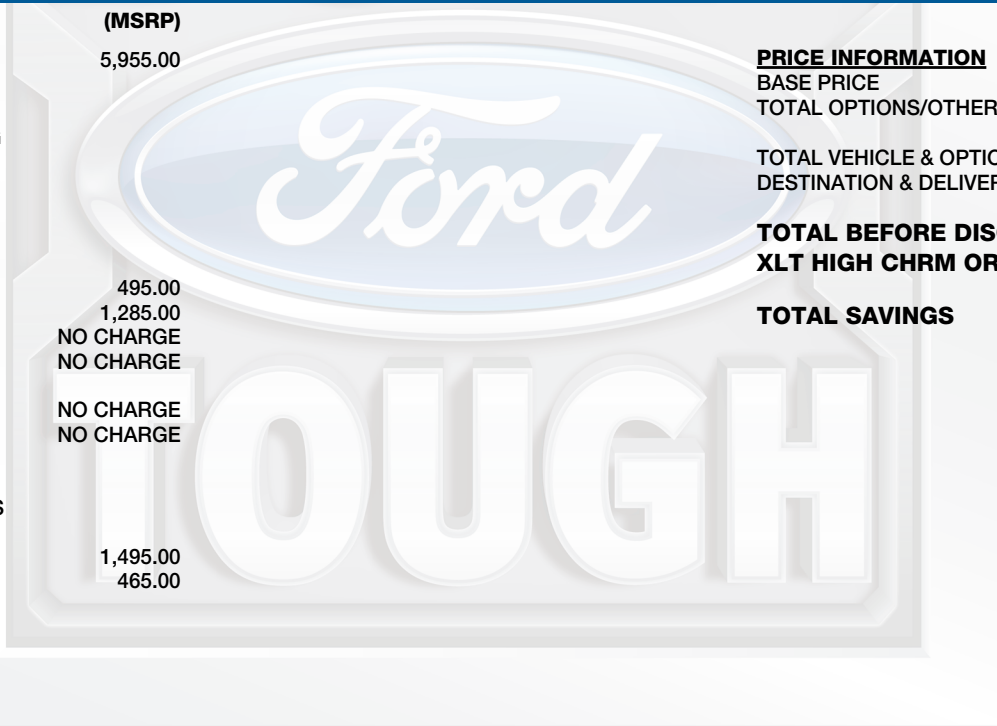 (MSRP)
5,955.00
495.00
1,285.00
NO CHARGE
NO CHARGE
NO CHARGE
NO CHARGE
S
1,495.00
465.00
Ford
TOUGH
PRICE INFORMATION
BASE PRICE
TOTAL OPTIONS/OTHER
TOTAL VEHICLE & OPTIO
DESTINATION & DELIVER
TOTAL BEFORE DIS
XLT HIGH CHRM OR
TOTAL SAVINGS